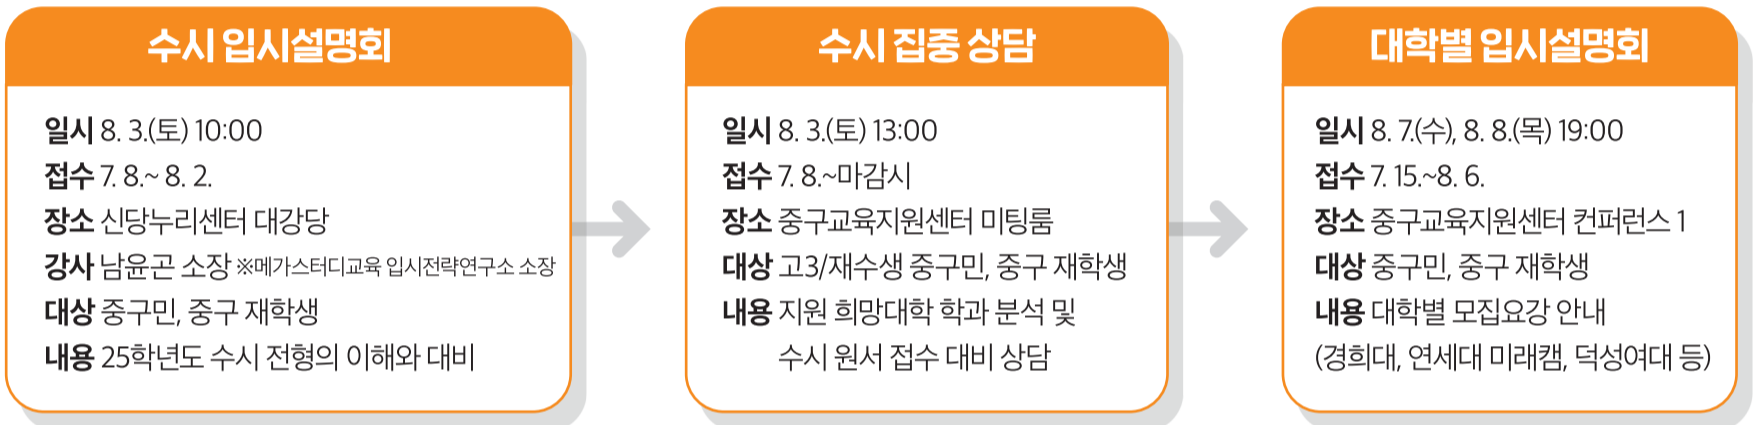 수시 입시설명회
일시 8. 3.(토) 10:00
접수 7. 8.~ 8. 2.
장소 신당누리센터 대강당
강사 남윤곤 소장 ※메가스터디교육 입시전략연구소 소장
대상 중구민, 중구 재학생
내용 25학년도 수시 전형의 이해와 대비
수시 집중 상담
일시 8. 3.(토) 13:00
접수 7. 8.~마감시
장소 중구교육지원센터 미팅룸
대상 고3/재수생 중구민, 중구 재학생
내용 지원 희망대학 학과 분석 및
수시 원서 접수 대비 상담
대학별 입시설명회
일시 8. 7.(수), 8. 8.(목) 19:00
접수 7. 15.~8. 6.
장소 중구교육지원센터 컨퍼런스 1
대상 중구민, 중구 재학생
내용 대학별 모집요강 안내
(경희대, 연세대 미래캠, 덕성여대 등)